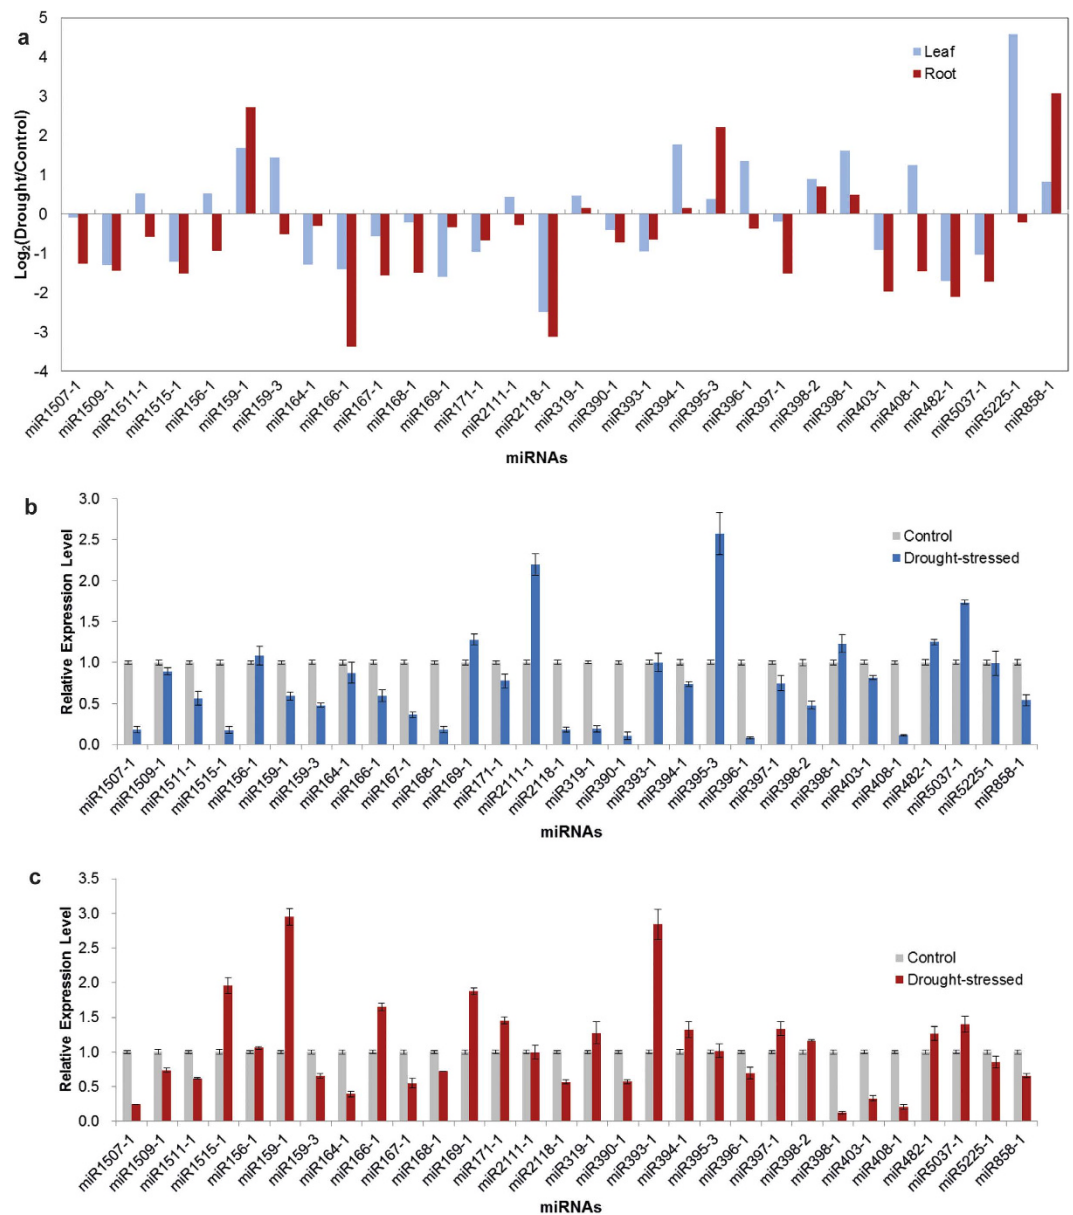 a
5
4
3
2
1
0
-1
-2
-3
-4
Log2(Drought/Control)
Leaf
Root
miR1507-1
miR1509-1
miR1511-1
miR1515-1
miR156-1
miR159-1
miR159-3
miR164-1
miR166-1
miR167-1
miR168-1
miR169-1
miR171-1
miR2111-1
miR2118-1
miR319-1
miR390-1
miR393-1
miR394-1
miR395-3
miR396-1
miR397-1
miR398-2
miR398-1
miR403-1
miR408-1
miR482-1
miR5037-1
miR5225-1
miR858-1
miRNAs
b
3.0
2.5
2.0
1.5
1.0
0.5
0.0
Relative Expression Level
Control
Drought-stressed
miR1507-1
miR1509-1
miR1511-1
miR1515-1
miR156-1
miR159-1
miR159-3
miR164-1
miR166-1
miR167-1
miR168-1
miR169-1
miR171-1
miR2111-1
miR2118-1
miR319-1
miR390-1
miR393-1
miR394-1
miR395-3
miR396-1
miR397-1
miR398-2
miR398-1
miR403-1
miR408-1
miR482-1
miR5037-1
miR5225-1
miR858-1
miRNAs
c
3.5
3.0
2.5
2.0
1.5
1.0
0.5
0.0
Relative Expression Level
Control
Drought-stressed
miR1507-1
miR1509-1
miR1511-1
miR1515-1
miR156-1
miR159-1
miR159-3
miR164-1
miR166-1
miR167-1
miR168-1
miR169-1
miR171-1
miR2111-1
miR2118-1
miR319-1
miR390-1
miR393-1
miR394-1
miR395-3
miR396-1
miR397-1
miR398-2
miR398-1
miR403-1
miR408-1
miR482-1
miR5037-1
miR5225-1
miR858-1
miRNAs